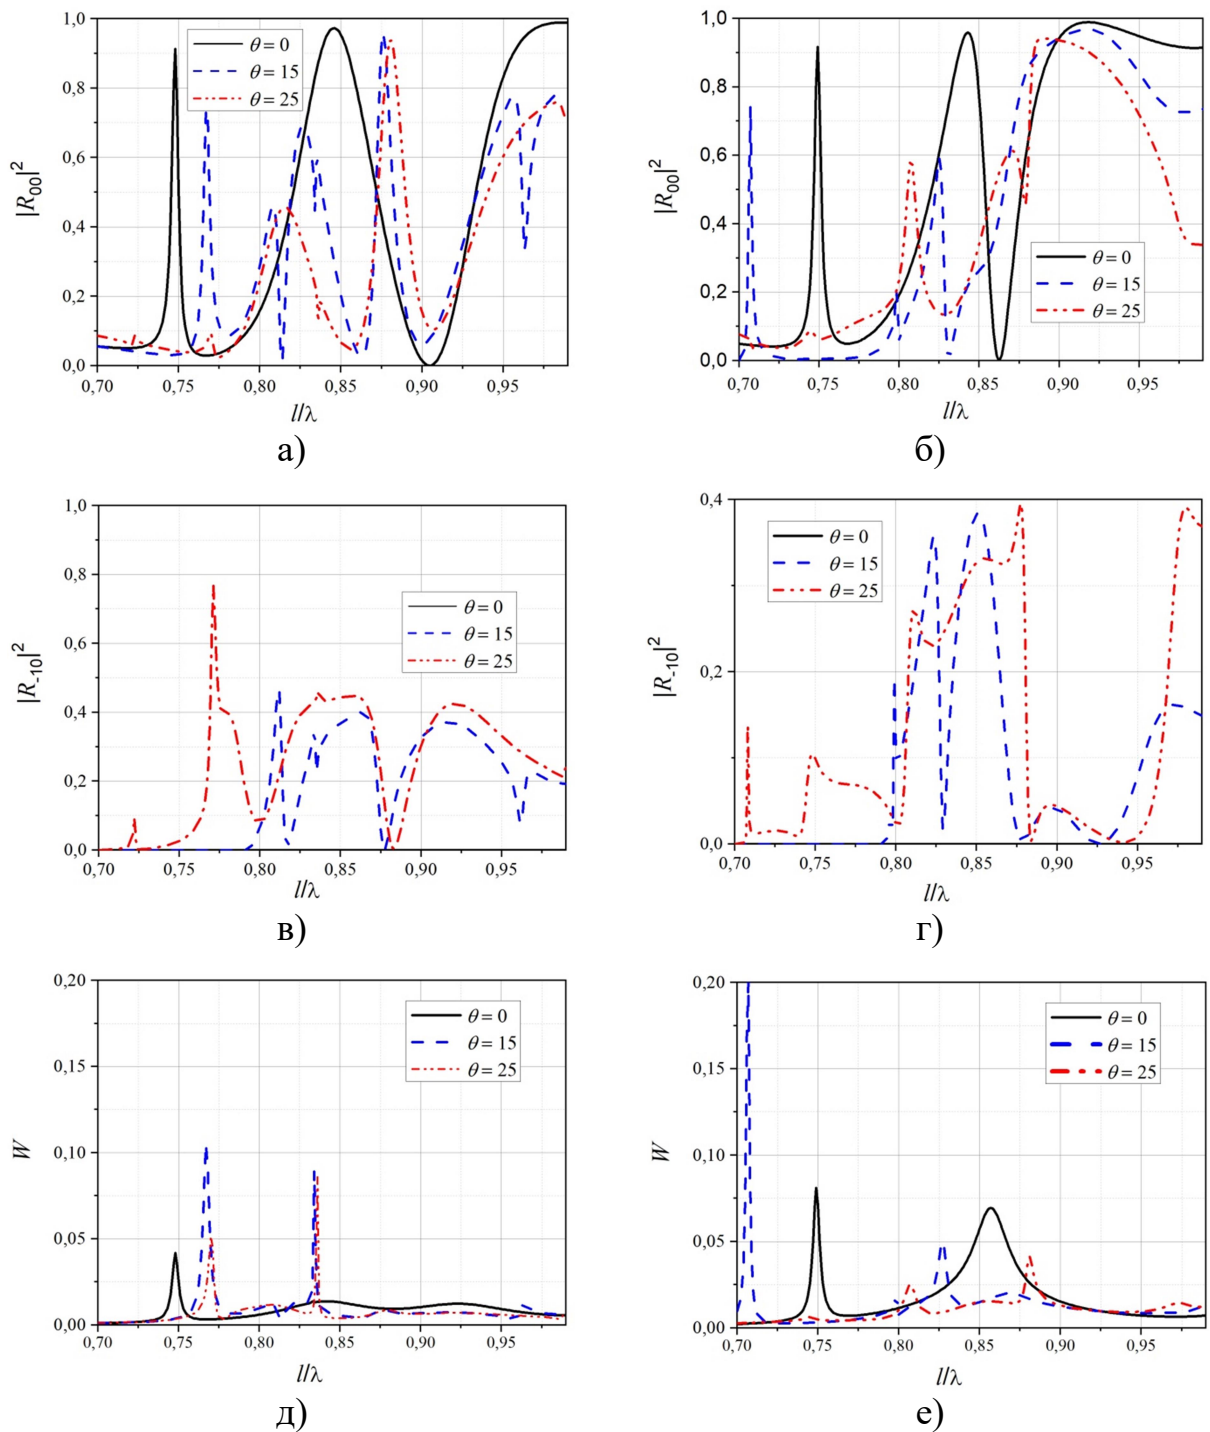 1,0
0,8
0,6
0,4
0,2
0,0
|R₀₀|²
θ = 0
θ = 15
θ = 25
0,70 0,75 0,80 0,85 0,90 0,95
l/λ
а)
1,0
0,8
0,6
0,4
0,2
0,0
|R₀₀|²
θ = 0
θ = 15
θ = 25
0,70 0,75 0,80 0,85 0,90 0,95
l/λ
б)
1,0
0,8
0,6
0,4
0,2
0,0
|R₋₁₀|²
θ = 0
θ = 15
θ = 25
0,70 0,75 0,80 0,85 0,90 0,95
l/λ
в)
0,4
0,2
0,0
|R₋₁₀|²
θ = 0
θ = 15
θ = 25
0,70 0,75 0,80 0,85 0,90 0,95
l/λ
г)
0,20
0,15
0,10
0,05
0,00
W
θ = 0
θ = 15
θ = 25
0,70 0,75 0,80 0,85 0,90 0,95
l/λ
д)
0,20
0,15
0,10
0,05
0,00
W
θ = 0
θ = 15
θ = 25
0,70 0,75 0,80 0,85 0,90 0,95
l/λ
е)